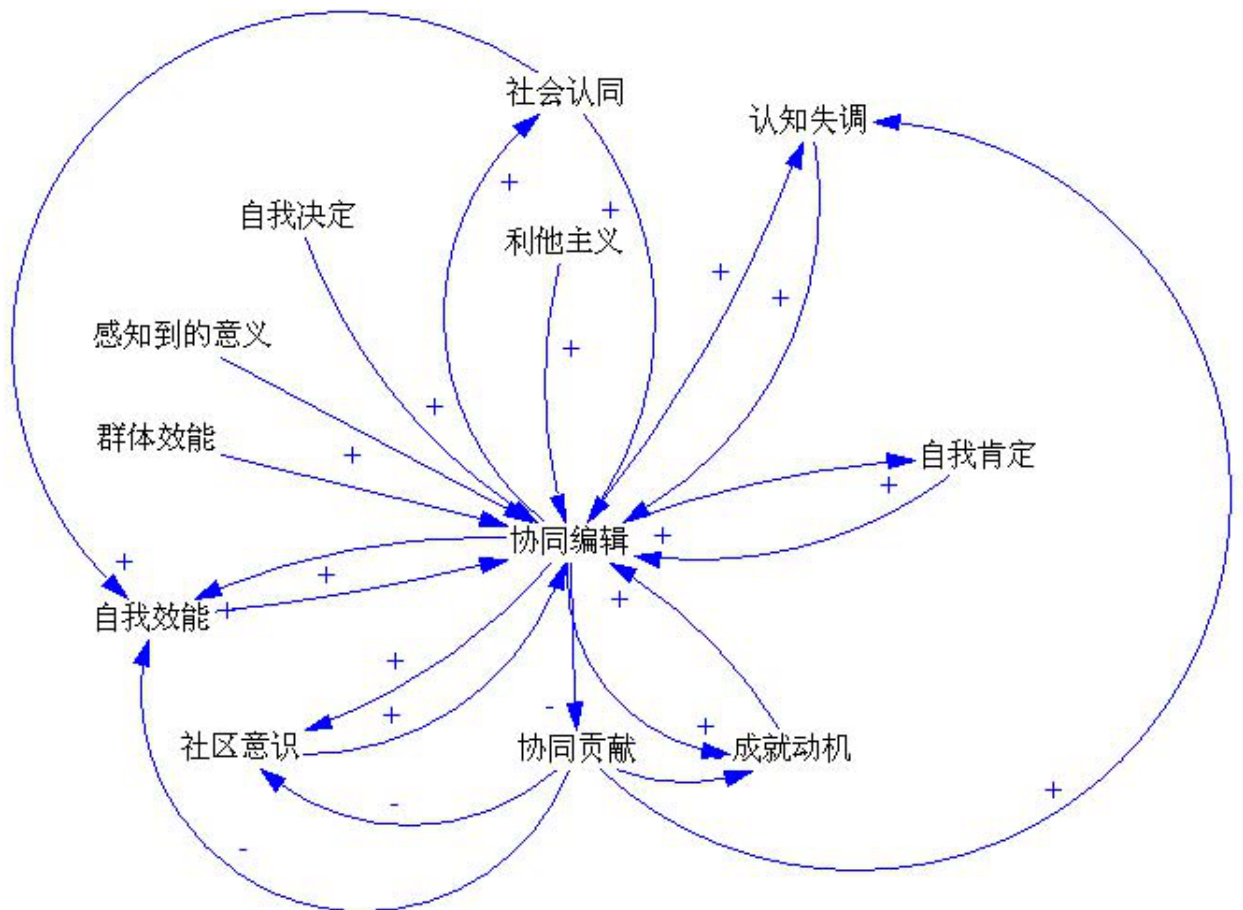 社会认同
认知失调
+
+
自我决定
利他主义
+
+
感知到的意义
+
+
群体效能
+
自我肯定
+
协同编辑
+
+
+
+
自我效能
+
+
+
社区意识
-
协同贡献
+
成就动机
-
+
-